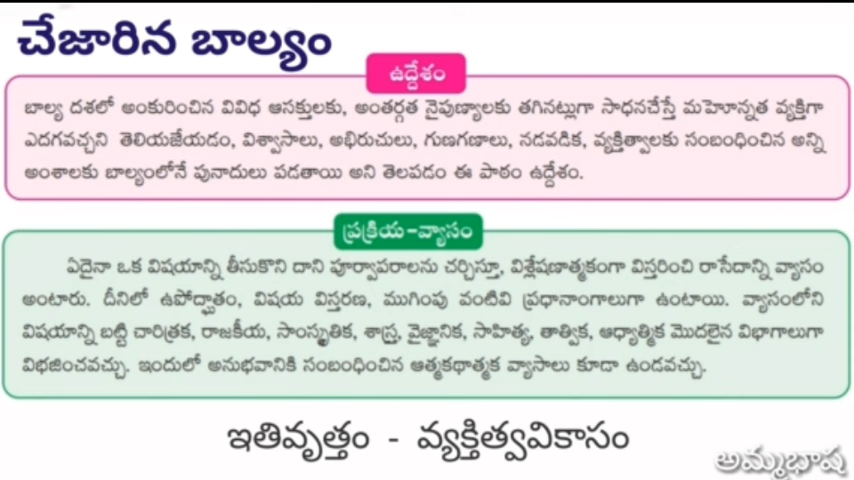 చేజారిన బాల్యం
ఉద్దేశం
బాల్య దశలో అంకురించిన వివిధ ఆసక్తులకు, అంతర్గత నైపుణ్యాలకు తగినట్లుగా సాధనచేస్తే మహోన్నత వ్యక్తిగా
ఎదగవచ్చని తెలియజేయడం, విశ్వాసాలు, అభిరుచులు, గుణగణాలు, నడవడిక, వ్యక్తిత్వాలకు సంబంధించిన అన్ని
అంశాలకు బాల్యంలోనే పునాదులు పడతాయి అని తెలపడం ఈ పాఠం ఉద్దేశం.
ప్రక్రియ-వ్యాసం
ఏదైనా ఒక విషయాన్ని తీసుకొని దాని పూర్వాపరాలను చర్చిస్తూ, విశ్లేషణాత్మకంగా విస్తరించి రాసేదాన్ని వ్యాసం
అంటారు. దీనిలో ఉపోద్ఘాతం, విషయ విస్తరణ, ముగింపు వంటివి ప్రధానాంగాలుగా ఉంటాయి. వ్యాసంలోని
విషయాన్ని బట్టి చారిత్రక, రాజకీయ, సాంస్కృతిక, శాస్త్ర, వైజ్ఞానిక, సాహిత్య, తాత్విక, ఆధ్యాత్మిక మొదలైన విభాగాలుగా
విభజించవచ్చు. ఇందులో అనుభవానికి సంబంధించిన ఆత్మకథాత్మక వ్యాసాలు కూడా ఉండవచ్చు.
ఇతివృత్తం - వ్యక్తిత్వవికాసం
అమ్మభాష